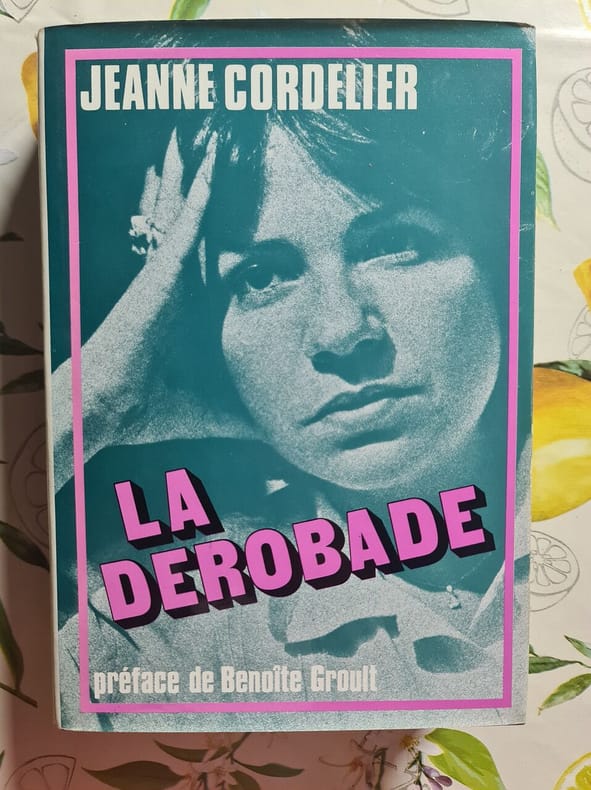 JEANNE CORDELIER
LA
DEROBADE
préface de Benoîte Groult